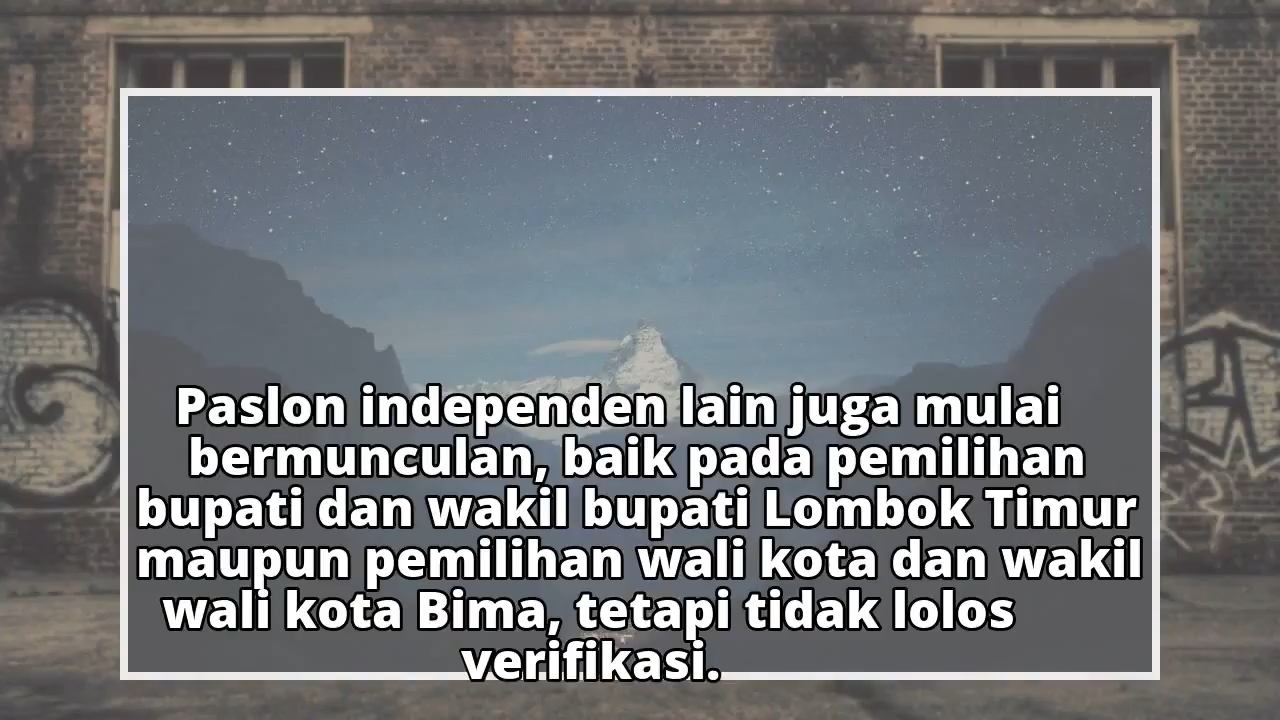 Paslon independen lain juga mulai
bermunculan, baik pada pemilihan
bupati dan wakil bupati Lombok Timur
maupun pemilihan wali kota dan wakil
wali kota Bima, tetapi tidak lolos
verifikasi.